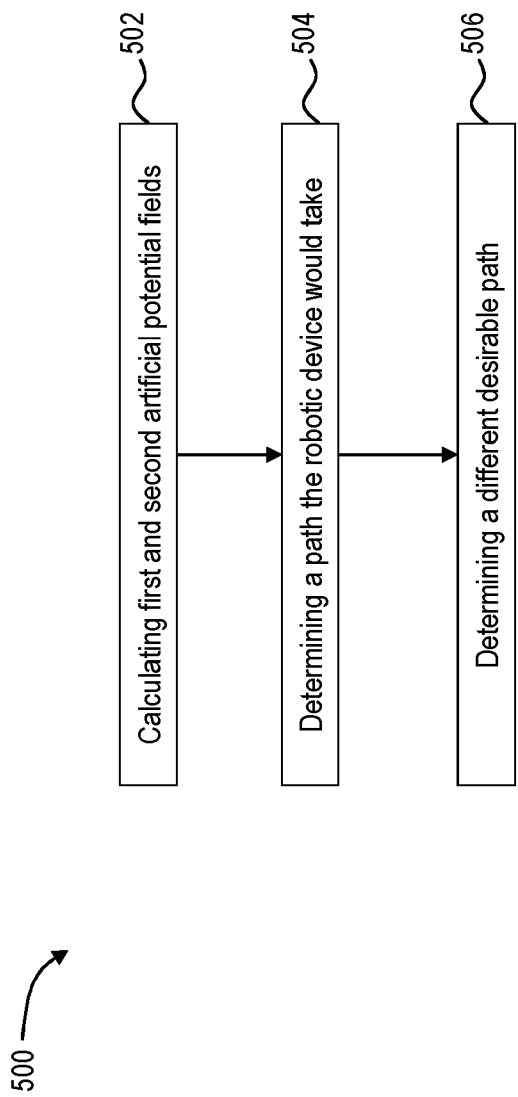 500
Calculating first and second artificial potential fields
502
Determining a path the robotic device would take
504
Determining a different desirable path
506